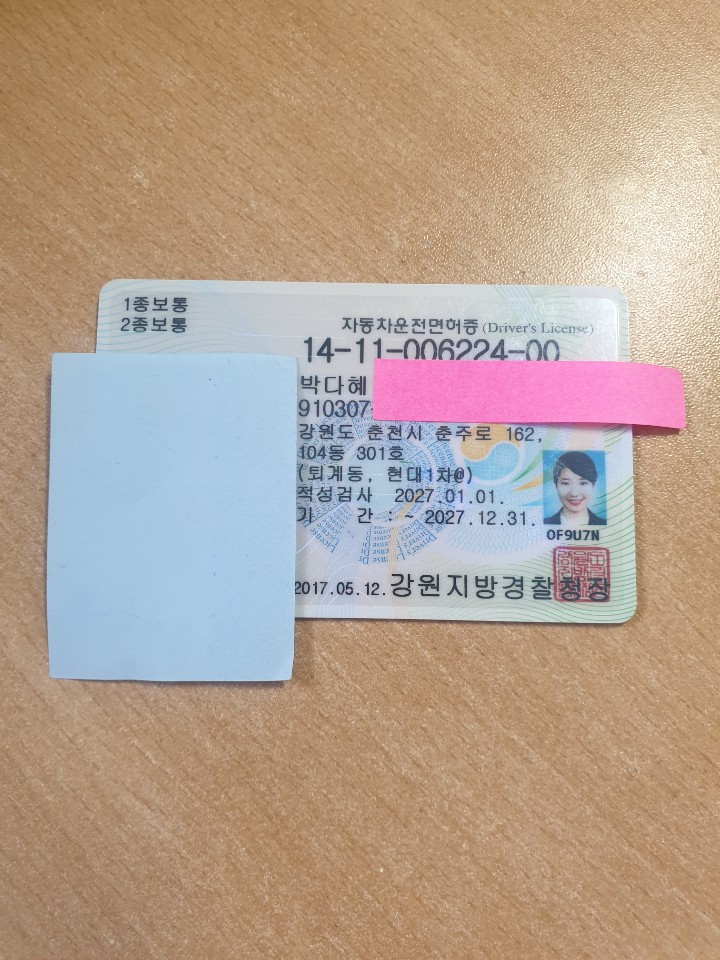 1종보통
2종보통
자동차운전면허증 (Driver's License)
14-11-006224-00
박다혜
910307-
강원도 춘천시 춘주로 162,
104동 301호
(퇴계동, 현대1차@)
적성검사 2027.01.01.
기 간 : ~ 2027.12.31.
OF9U7N
2017.05.12. 강원지방경찰청장